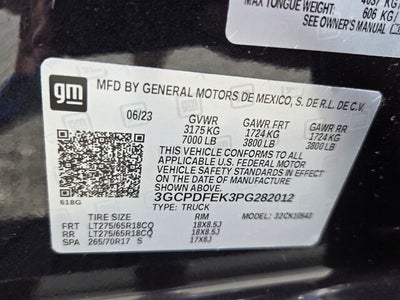 4037 KG/
MAX TONGUE WEIGHT:
606 KG /
SEE OWNER'S MANUAL
gm
MFD BY GENERAL MOTORS DE MEXICO, S. DE R.L. DE C.V.
06/23 GVWR GAWR FRT GAWR RR
3175 KG 1724 KG 1724 KG
7000 LB 3800 LB 3800 LB
THIS VEHICLE CONFORMS TO ALL
APPLICABLE U.S. FEDERAL MOTOR
VEHICLE SAFETY STANDARDS IN EFFECT ON
THE DATE OF MANUFACTURE SHOWN ABOVE.
3GCPDFEK3PG282012
618G TYPE: TRUCK
TIRE SIZE RIM MODEL: 32CK10543
FRT LT275/65R18CQ 18X8.5J
RR LT275/65R18CQ 18X8.5J
SPA 265/70R17 S 17X8J